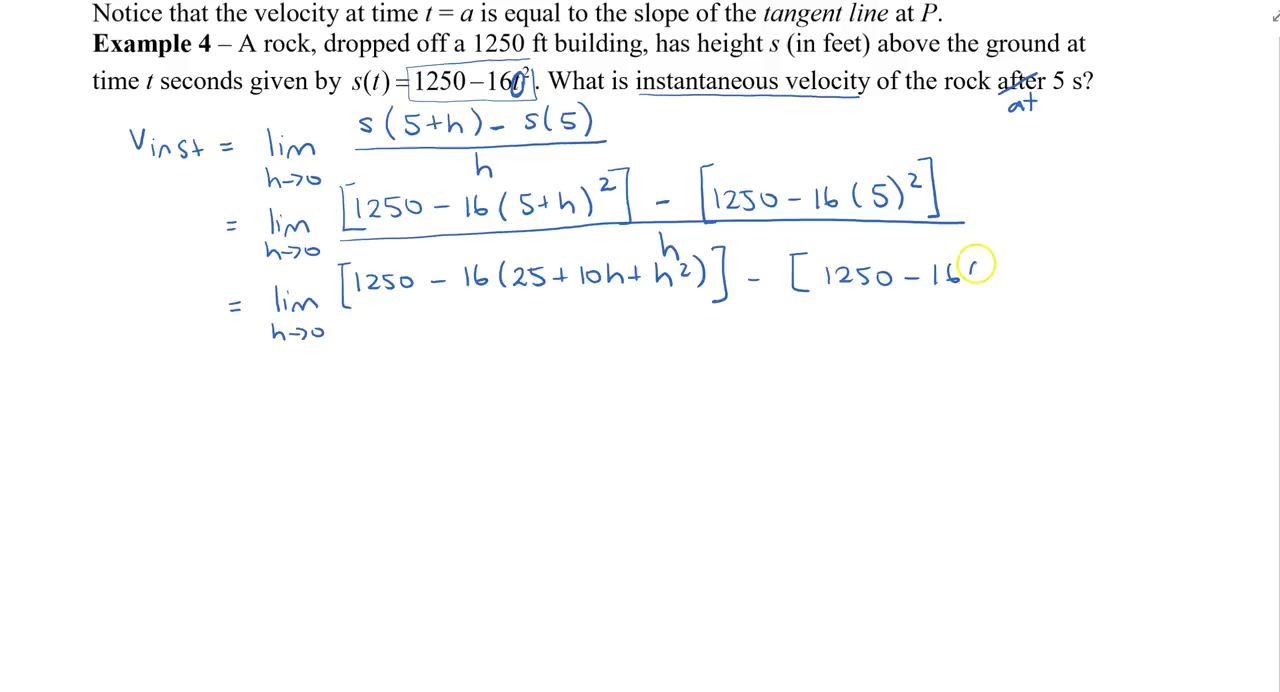 Notice that the velocity at time t = a is equal to the slope of the tangent line at P.
Example 4 – A rock, dropped off a 1250 ft building, has height s (in feet) above the ground at
time t seconds given by s(t) = 1250 – 16t². What is instantaneous velocity of the rock after 5 s?
at
Vinst = lim h→0 s(5+h) - s(5) / h
= lim h→0 [1250 - 16(5+h)²] - [1250 - 16(5)²] / h
= lim h→0 [1250 - 16(25+10h+h²)] - [1250 - 16(